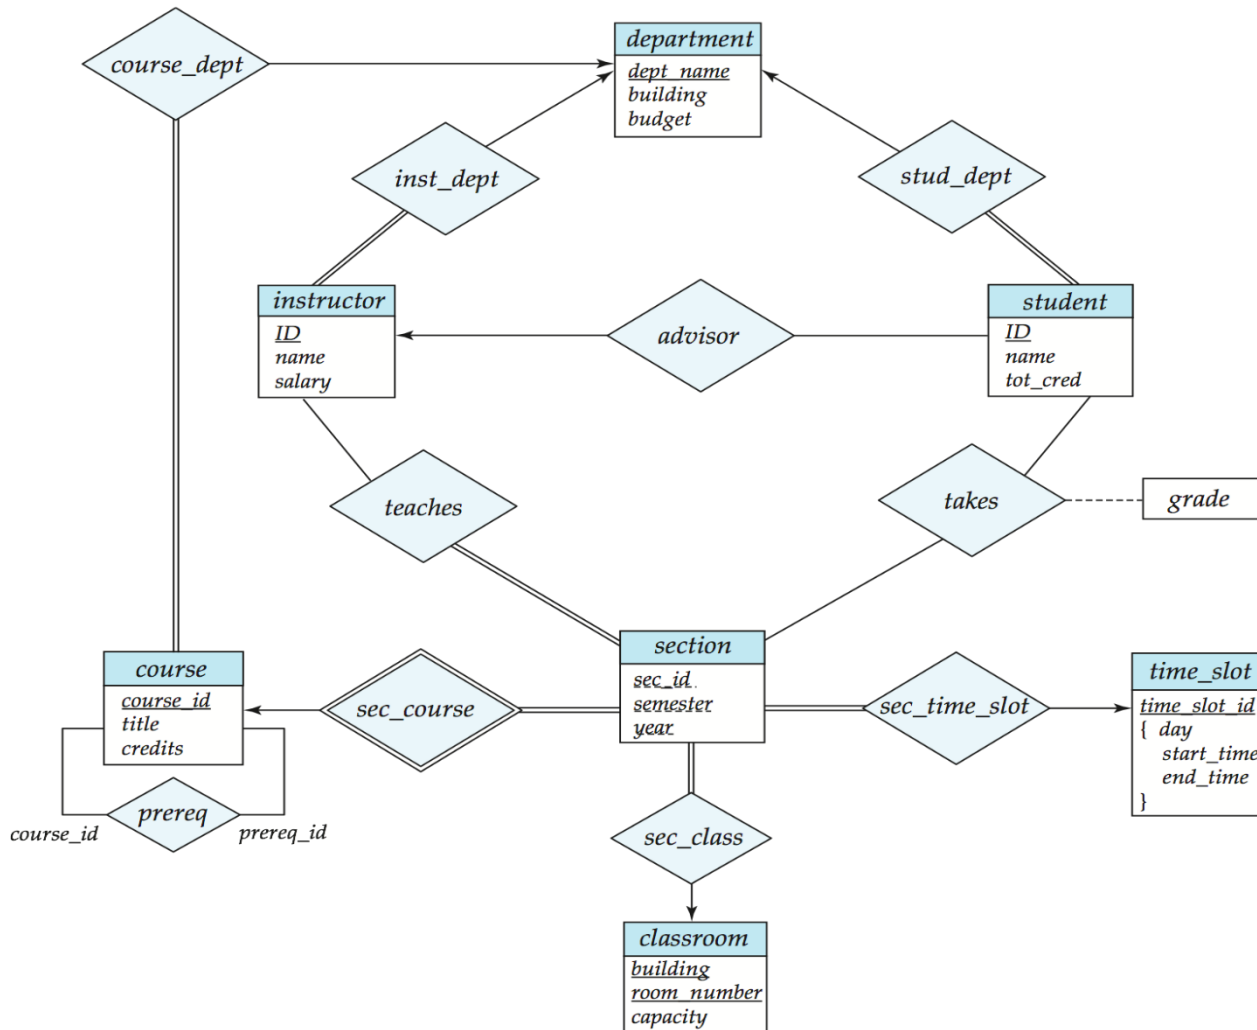 department
dept_name
building
budget
course_dept
inst_dept
stud_dept
instructor
ID
name
salary
advisor
student
ID
name
tot_cred
teaches
takes
grade
course
course_id
title
credits
sec_course
section
sec_id
semester
year
sec_time_slot
time_slot
time_slot_id
{ day
start_time
end_time
}
prereq
course_id
prereq_id
sec_class
classroom
building
room_number
capacity